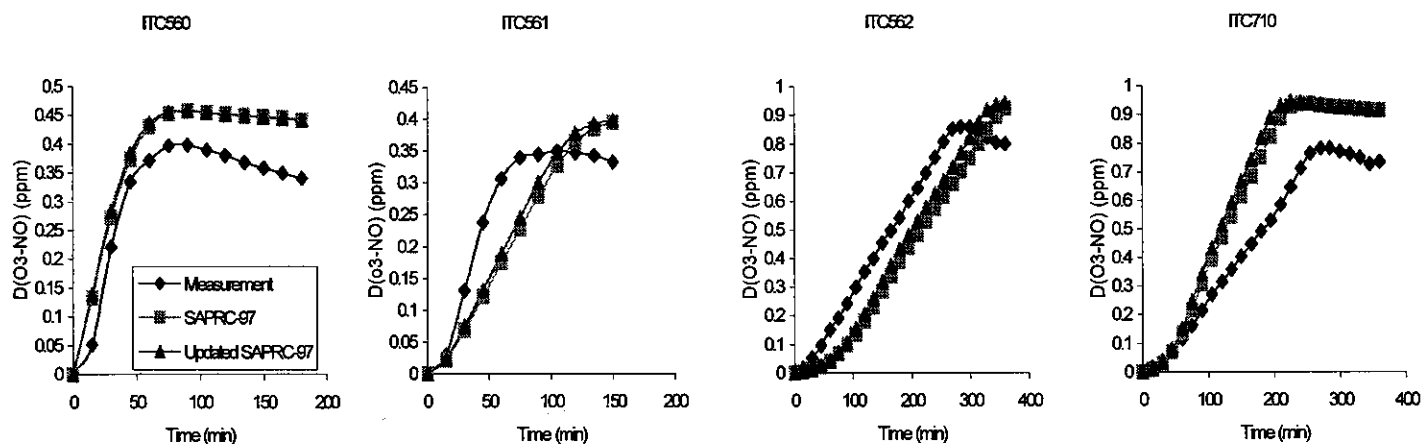 ITC560
ITC561
ITC562
ITC710
D(O3-NO) (ppm)
0.5
0.45
0.4
0.35
0.3
0.25
0.2
0.15
0.1
0.05
0
Measurement
SAPRC-97
Updated SAPRC-97
0 50 100 150 200
Time (min)
D(o3-NO) (ppm)
0.45
0.4
0.35
0.3
0.25
0.2
0.15
0.1
0.05
0
0 50 100 150 200
Time (min)
D(O3-NO) (ppm)
1
0.9
0.8
0.7
0.6
0.5
0.4
0.3
0.2
0.1
0
0 100 200 300 400
Time (min)
D(O3-NO) (ppm)
1
0.9
0.8
0.7
0.6
0.5
0.4
0.3
0.2
0.1
0
0 100 200 300 400
Time (min)